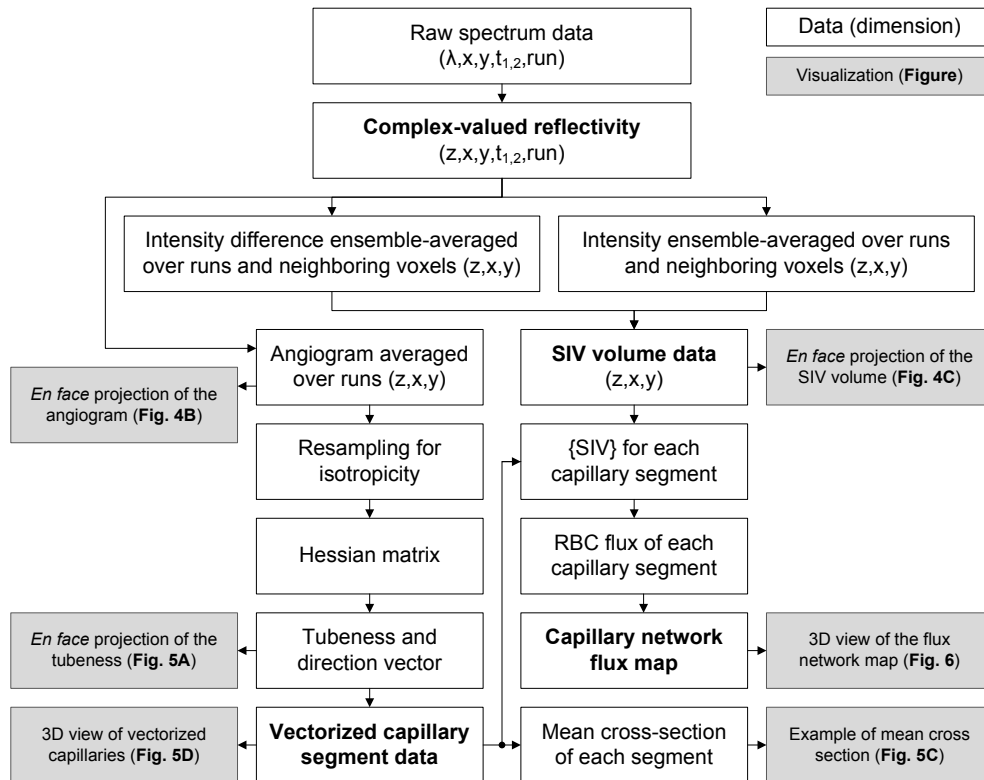 Raw spectrum data
(λ,x,y,t1,2,run)
Data (dimension)
Visualization (Figure)
Complex-valued reflectivity
(z,x,y,t1,2,run)
Intensity difference ensemble-averaged
over runs and neighboring voxels (z,x,y)
Intensity ensemble-averaged over runs
and neighboring voxels (z,x,y)
Angiogram averaged
over runs (z,x,y)
SIV volume data
(z,x,y)
En face projection of the
SIV volume (Fig. 4C)
En face projection of the
angiogram (Fig. 4B)
Resampling for
isotropicity
{SIV} for each
capillary segment
Hessian matrix
RBC flux of each
capillary segment
En face projection of the
tubeness (Fig. 5A)
Tubeness and
direction vector
Capillary network
flux map
3D view of the flux
network map (Fig. 6)
3D view of vectorized
capillaries (Fig. 5D)
Vectorized capillary
segment data
Mean cross-section
of each segment
Example of mean cross
section (Fig. 5C)